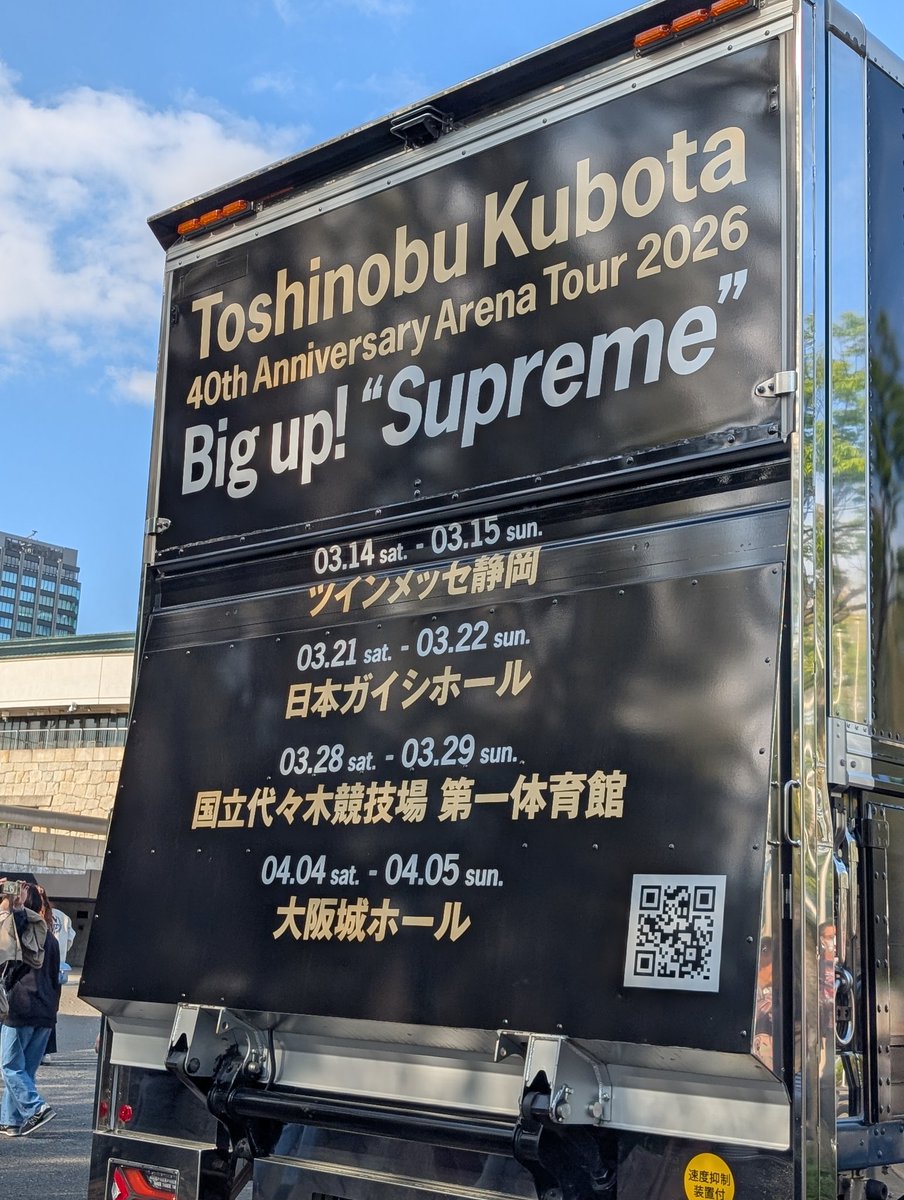 Toshinobu Kubota
40th Anniversary Arena Tour 2026
Big up! “Supreme”
03.14 sat. - 03.15 sun.
ツインメッセ静岡
03.21 sat. - 03.22 sun.
日本ガイシホール
03.28 sat. - 03.29 sun.
国立代々木競技場 第一体育館
04.04 sat. - 04.05 sun.
大阪城ホール
速度抑制
装置付